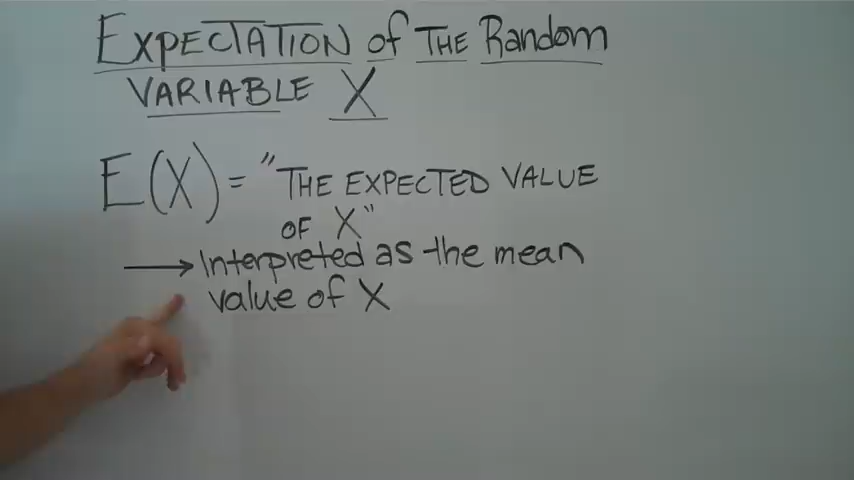 EXPECTATION of THE Random
VARIABLE X
E(X) = "THE EXPECTED VALUE
OF X"
→ Interpreted as the mean
value of X